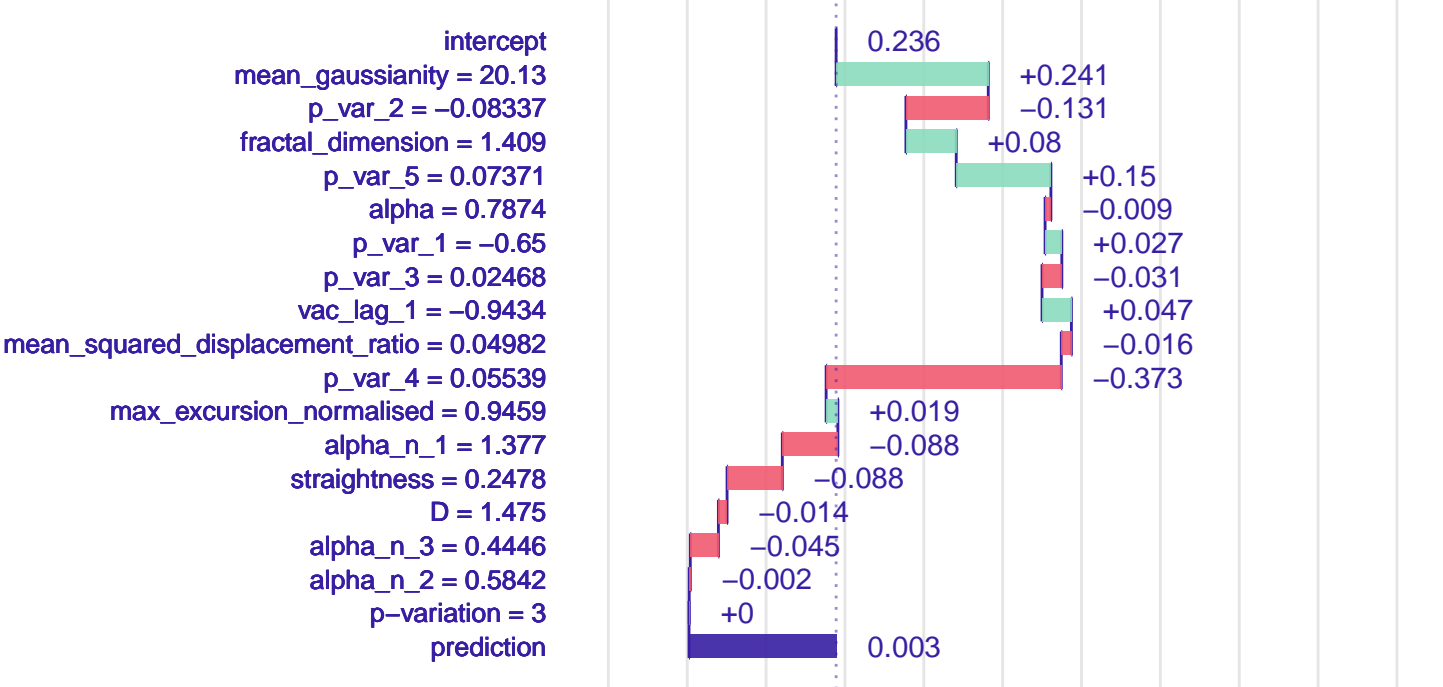 intercept 0.236
mean_gaussianity = 20.13 +0.241
p_var_2 = −0.08337 −0.131
fractal_dimension = 1.409 +0.08
p_var_5 = 0.07371 +0.15
alpha = 0.7874 −0.009
p_var_1 = −0.65 +0.027
p_var_3 = 0.02468 −0.031
vac_lag_1 = −0.9434 +0.047
mean_squared_displacement_ratio = 0.04982 −0.016
p_var_4 = 0.05539 −0.373
max_excursion_normalised = 0.9459 +0.019
alpha_n_1 = 1.377 −0.088
straightness = 0.2478 −0.088
D = 1.475 −0.014
alpha_n_3 = 0.4446 −0.045
alpha_n_2 = 0.5842 −0.002
p−variation = 3 +0
prediction 0.003